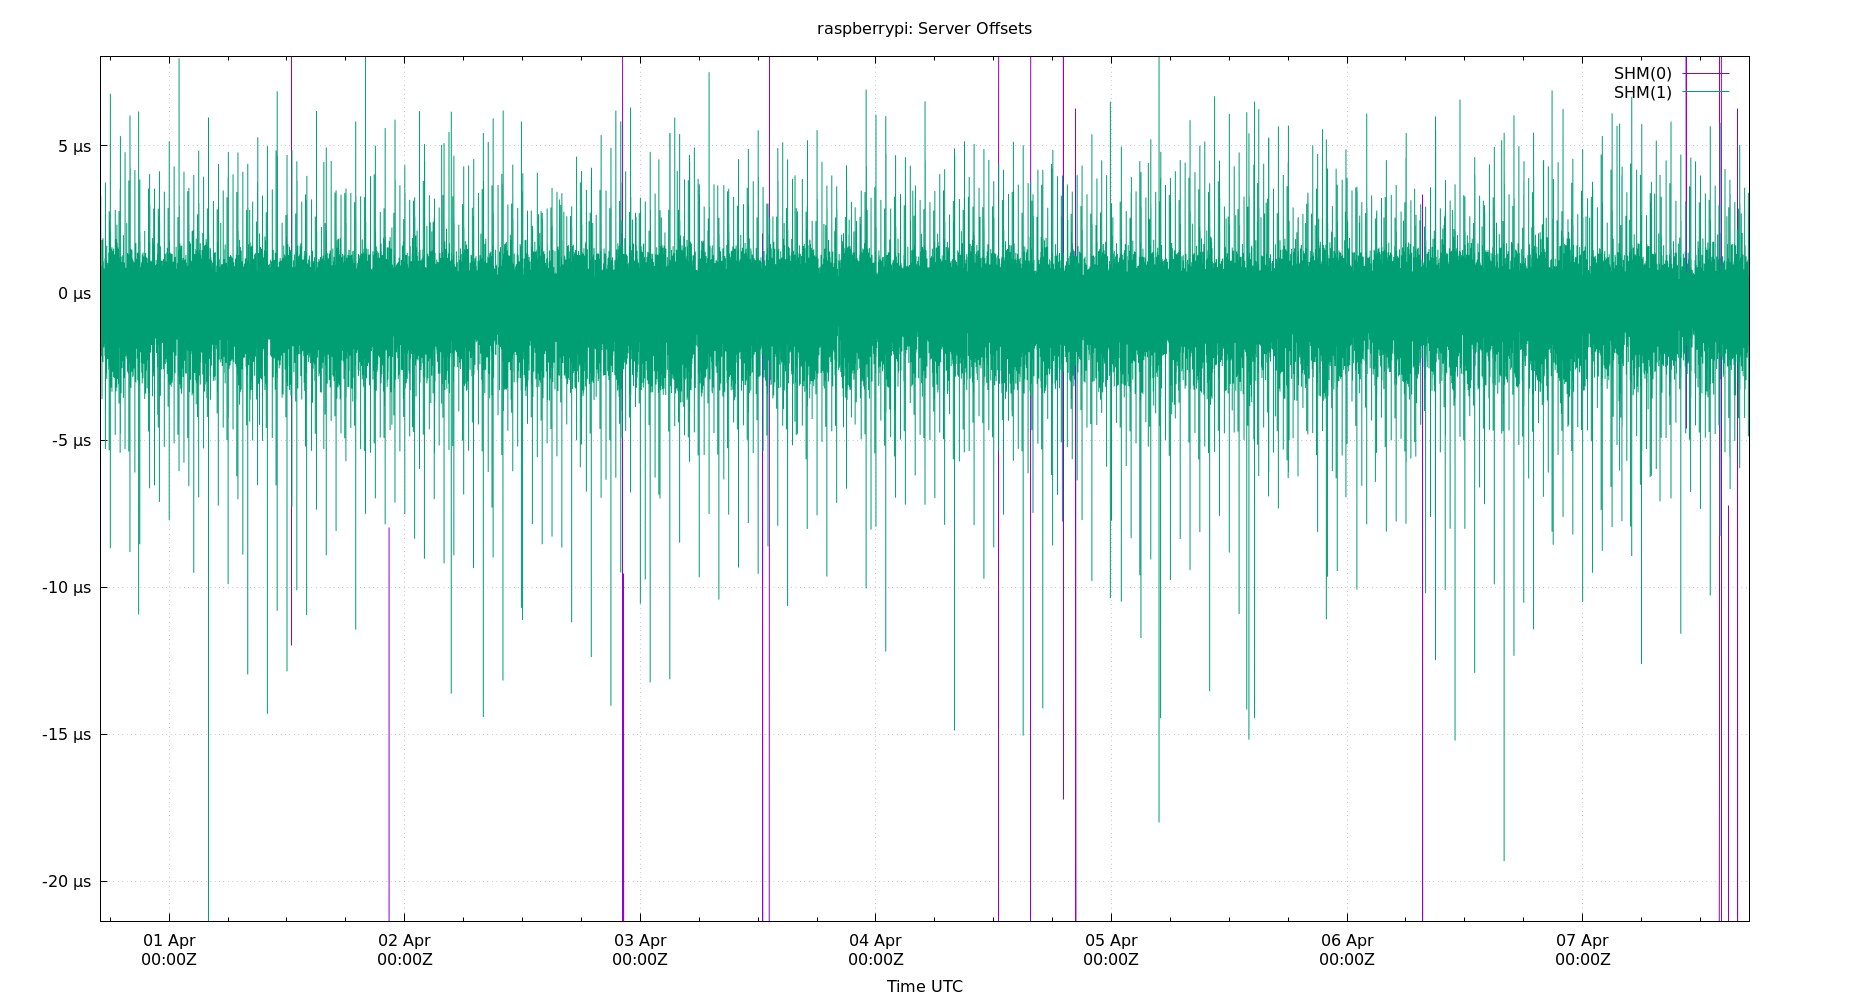 raspberrypi: Server Offsets
SHM(0)
SHM(1)
5 µs
0 µs
-5 µs
-10 µs
-15 µs
-20 µs
01 Apr 02 Apr 03 Apr 04 Apr 05 Apr 06 Apr 07 Apr
00:00Z 00:00Z 00:00Z 00:00Z 00:00Z 00:00Z 00:00Z
Time UTC